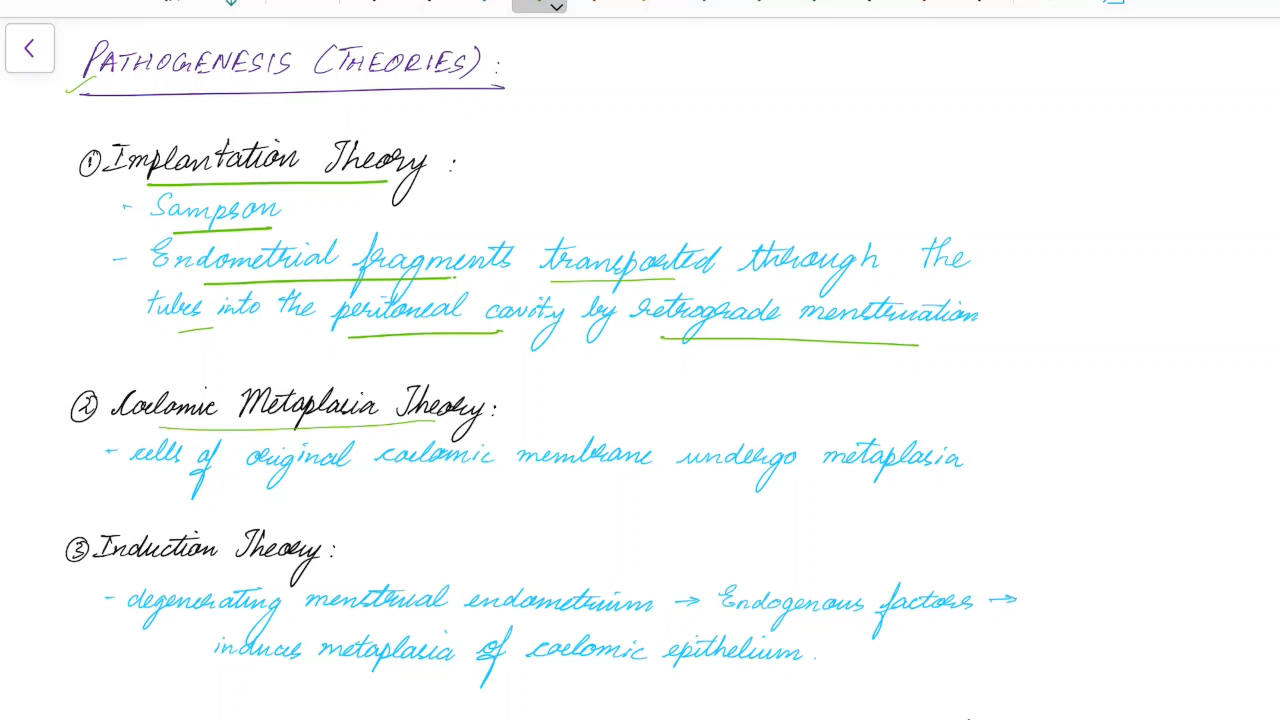 PATHOGENESIS (THEORIES) :
① Implantation Theory :
- Sampson
- Endometrial fragments transported through the
tubes into the peritoneal cavity by retrograde menstruation
② Coelomic Metaplasia Theory:
- cells of original coelomic membrane undergo metaplasia
③ Induction Theory:
- degenerating menstrual endometrium → Endogenous factors →
induces metaplasia of coelomic epithelium.